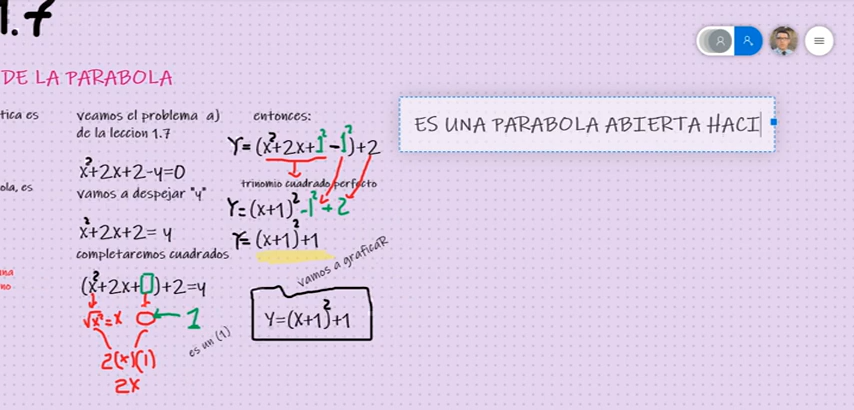 1.7
DE LA PARABOLA
tica es
ola, es
una
no
veamos el problema a)
de la leccion 1.7
x²+2x+2-y=0
vamos a despejar "y"
x²+2x+2=y
completaremos cuadrados
(x²+2x+□)+2=y
√x²=x
1
2(x)(1)
2x
es un (1)
entonces:
Y=(x²+2x+1²-1²)+2
trinomio cuadrado perfecto
Y=(x+1)²-1²+2
Y=(x+1)²+1
vamos a graficar
Y=(x+1)²+1
ES UNA PARABOLA ABIERTA HACI